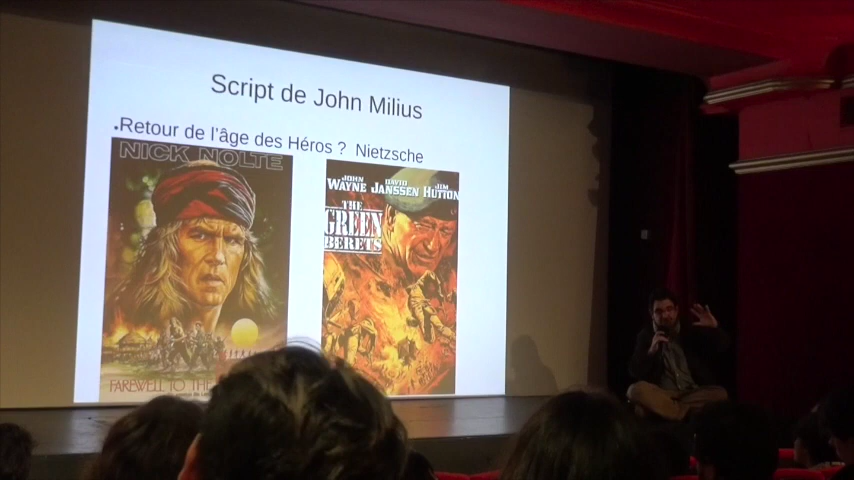 Script de John Milius
•Retour de l'âge des Héros ? Nietzsche
NICK NOLTE
FAREWELL TO THE
JOHN WAYNE DAVID JANSSEN JIM HUTTON
THE
GREEN
BERETS